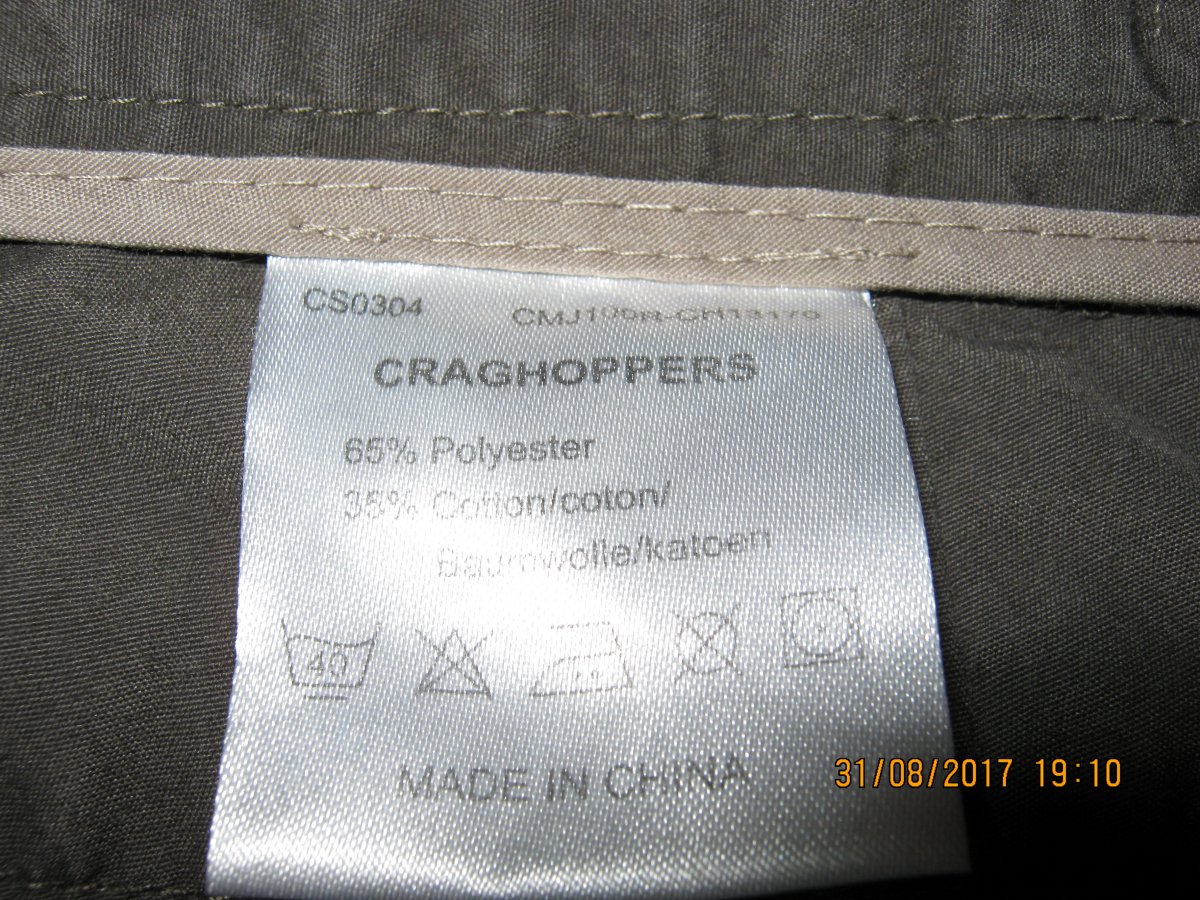 CS0304
CRAGHOPPERS
65% Polyester
35% Cotton/coton/
Baumwolle/katoen
40
MADE IN CHINA
31/08/2017 19:10